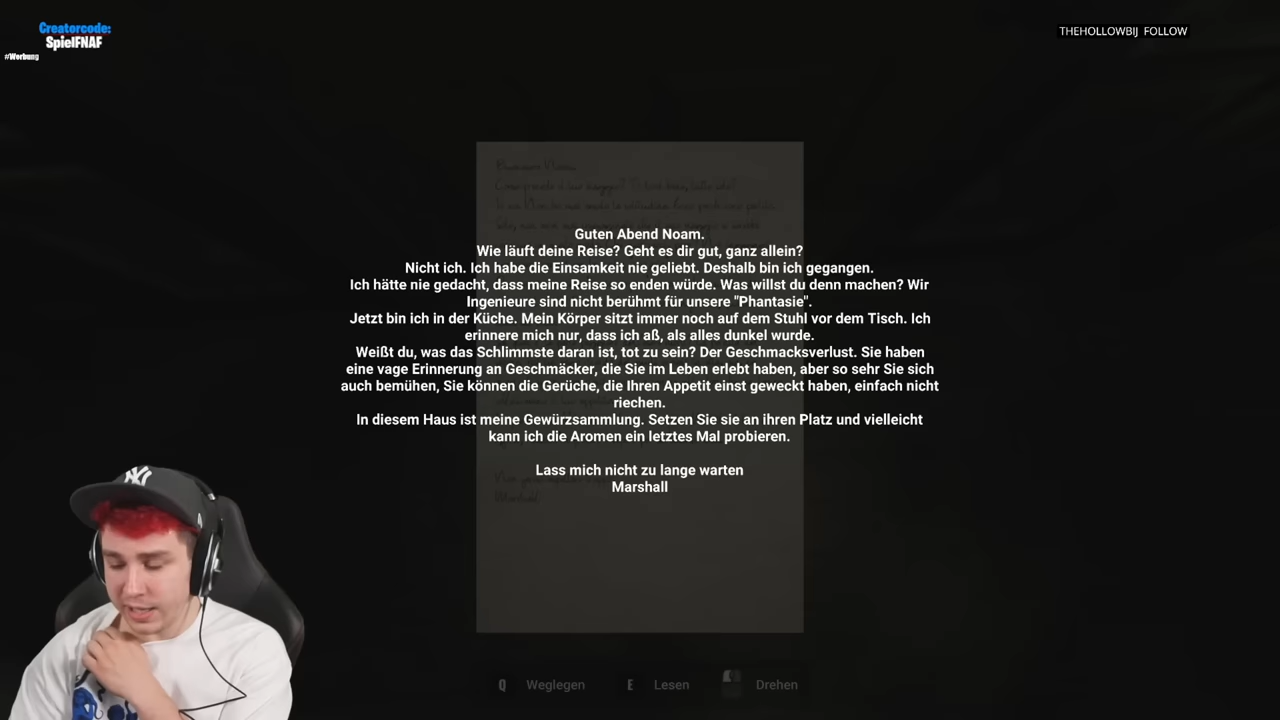 Creatorcode:
SpielFNAF
#Werbung
THEHOLLOWBIJ FOLLOW
Guten Abend Noam.
Wie läuft deine Reise? Geht es dir gut, ganz allein?
Nicht ich. Ich habe die Einsamkeit nie geliebt. Deshalb bin ich gegangen.
Ich hätte nie gedacht, dass meine Reise so enden würde. Was willst du denn machen? Wir
Ingenieure sind nicht berühmt für unsere "Phantasie".
Jetzt bin ich in der Küche. Mein Körper sitzt immer noch auf dem Stuhl vor dem Tisch. Ich
erinnere mich nur, dass ich aß, als alles dunkel wurde.
Weißt du, was das Schlimmste daran ist, tot zu sein? Der Geschmacksverlust. Sie haben
eine vage Erinnerung an Geschmäcker, die Sie im Leben erlebt haben, aber so sehr Sie sich
auch bemühen, Sie können die Gerüche, die Ihren Appetit einst geweckt haben, einfach nicht
riechen.
In diesem Haus ist meine Gewürzsammlung. Setzen Sie sie an ihren Platz und vielleicht
kann ich die Aromen ein letztes Mal probieren.
Lass mich nicht zu lange warten
Marshall
Q Weglegen E Lesen Drehen